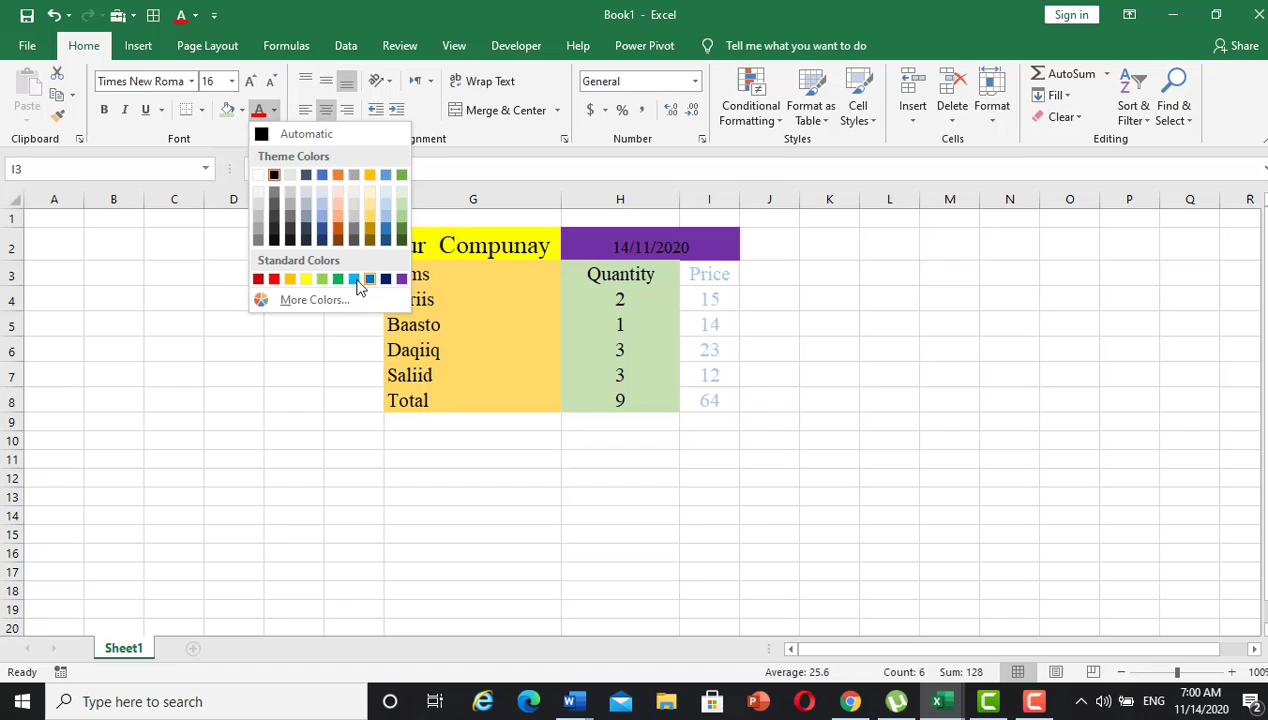 Book1 - Excel
Sign in
File Home Insert Page Layout Formulas Data Review View Developer Help Power Pivot Tell me what you want to do Share
Times New Roma 16 Wrap Text General AutoSum
Paste Conditional Formatting Format as Table Cell Styles Insert Delete Format Fill Sort & Filter Find & Select
B I U Merge & Center $ % , Clear
Clipboard Font Number Styles Cells Editing
I3
Automatic
Theme Colors
Standard Colors
More Colors...
A B C D G H I J K L M N O P Q R
1
2 ur Compunay 14/11/2020
3 ms Quantity Price
4 riis 2 15
5 Baasto 1 14
6 Daqiiq 3 23
7 Saliid 3 12
8 Total 9 64
9
10
11
12
13
14
15
16
17
18
19
20
Sheet1
Ready Average: 25.6 Count: 6 Sum: 128 100%
Type here to search ENG 7:00 AM
11/14/2020 2